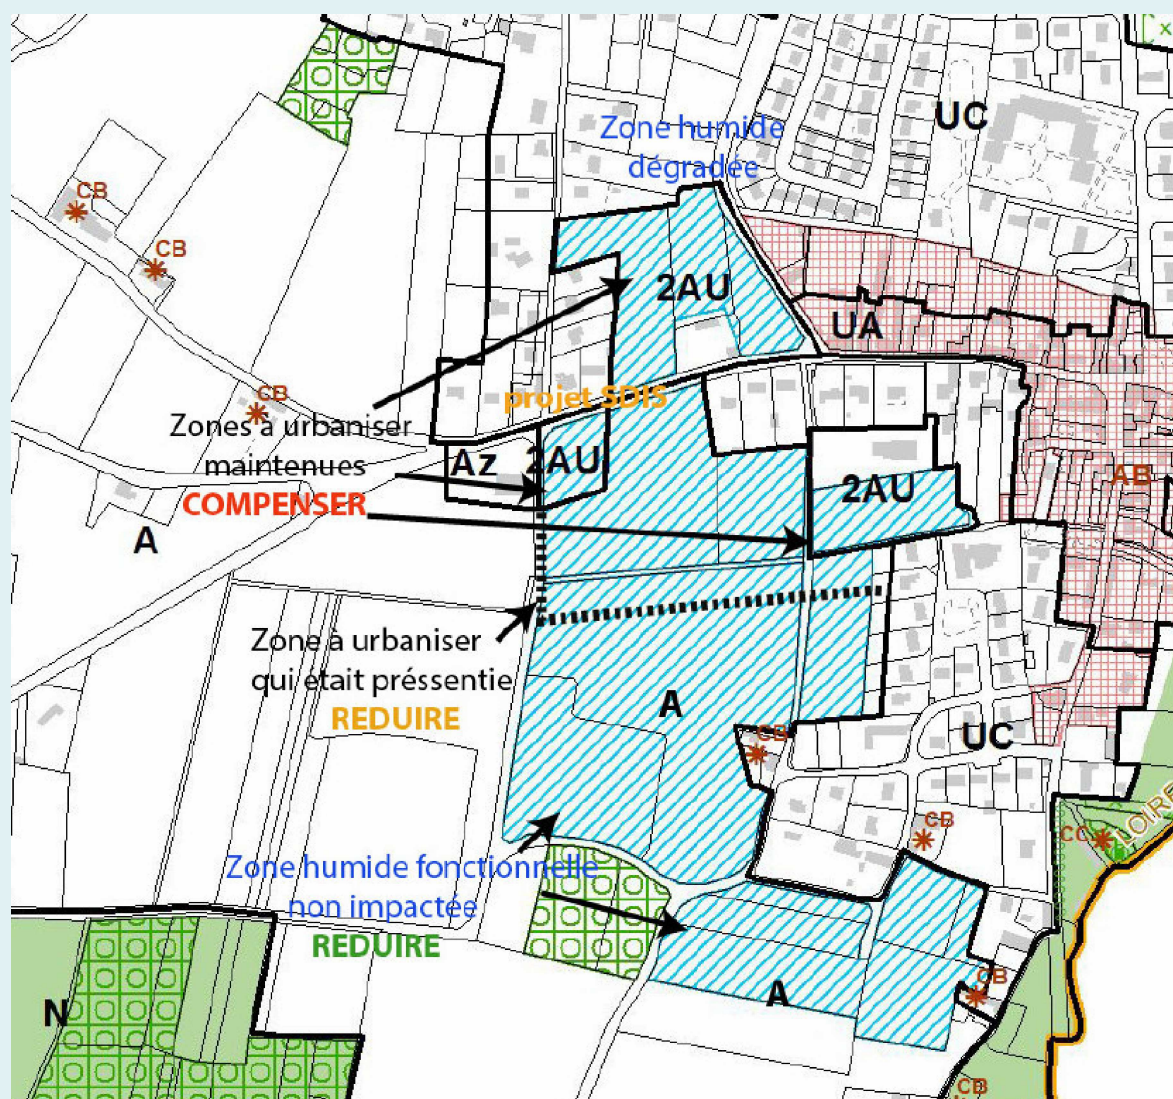 UC
Zone humide
dégradée
CB
CB
2AU
UA
projet SDIS
CB
Zones à urbaniser
maintenues
COMPENSER
Az
2AU
2AU
AB
A
Zone à urbaniser
qui était préssentie
REDUIRE
A
UC
CB
CB
CC
LOIRE
Zone humide fonctionnelle
non impactée
REDUIRE
CB
A
N
CB